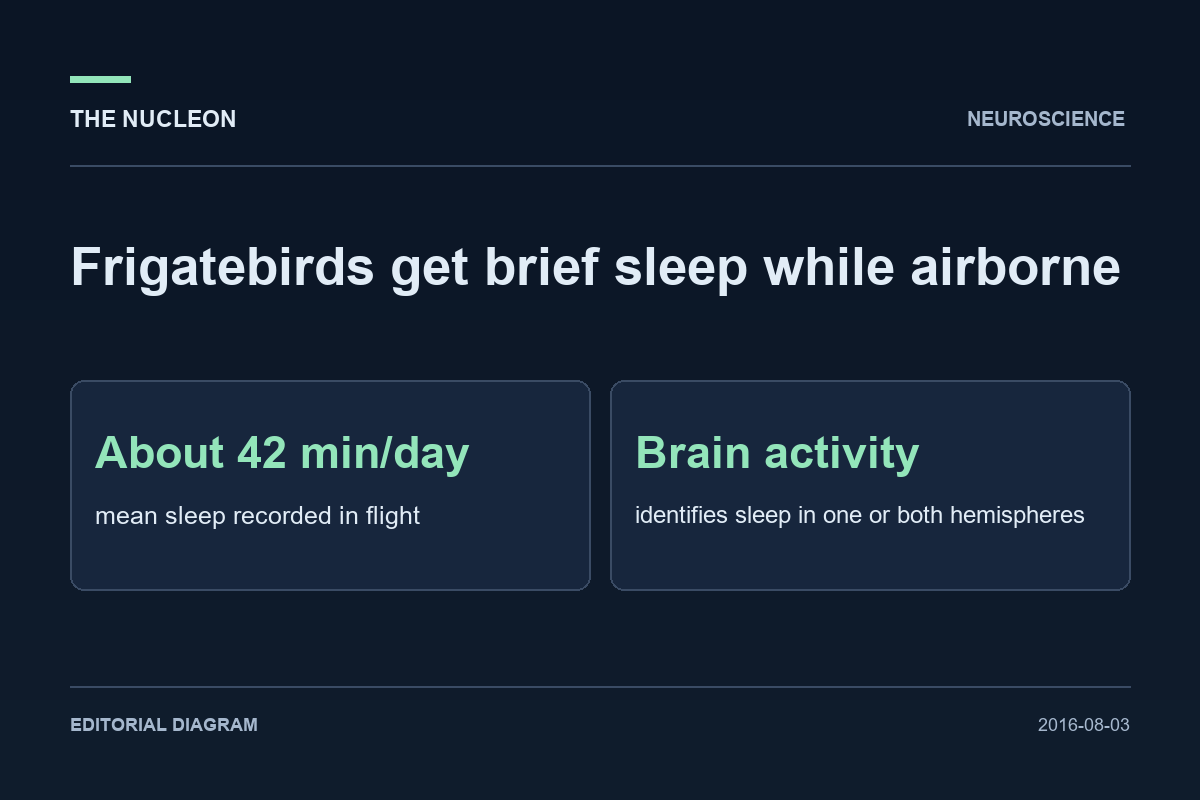 THE NUCLEON
NEUROSCIENCE
Frigatebirds get brief sleep while airborne
About 42 min/day
mean sleep recorded in flight
Brain activity
identifies sleep in one or both hemispheres
EDITORIAL DIAGRAM
2016-08-03